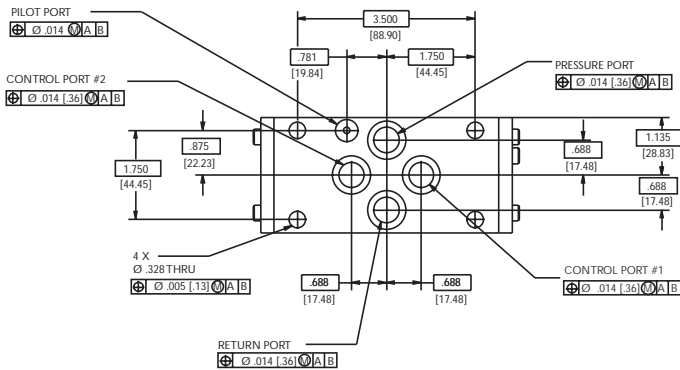 PILOT PORT
⌖ Ø .014 Ⓜ A B
3.500
[88.90]
.781
[19.84]
1.750
[44.45]
PRESSURE PORT
⌖ Ø .014 [.36] Ⓜ A B
CONTROL PORT #2
⌖ Ø .014 [.36] Ⓜ A B
.875
[22.23]
1.750
[44.45]
1.135
[28.83]
.688
[17.48]
.688
[17.48]
4 X
Ø .328 THRU
⌖ Ø .005 [.13] Ⓜ A B
.688
[17.48]
.688
[17.48]
CONTROL PORT #1
⌖ Ø .014 [.36] Ⓜ A B
RETURN PORT
⌖ Ø .014 [.36] Ⓜ A B